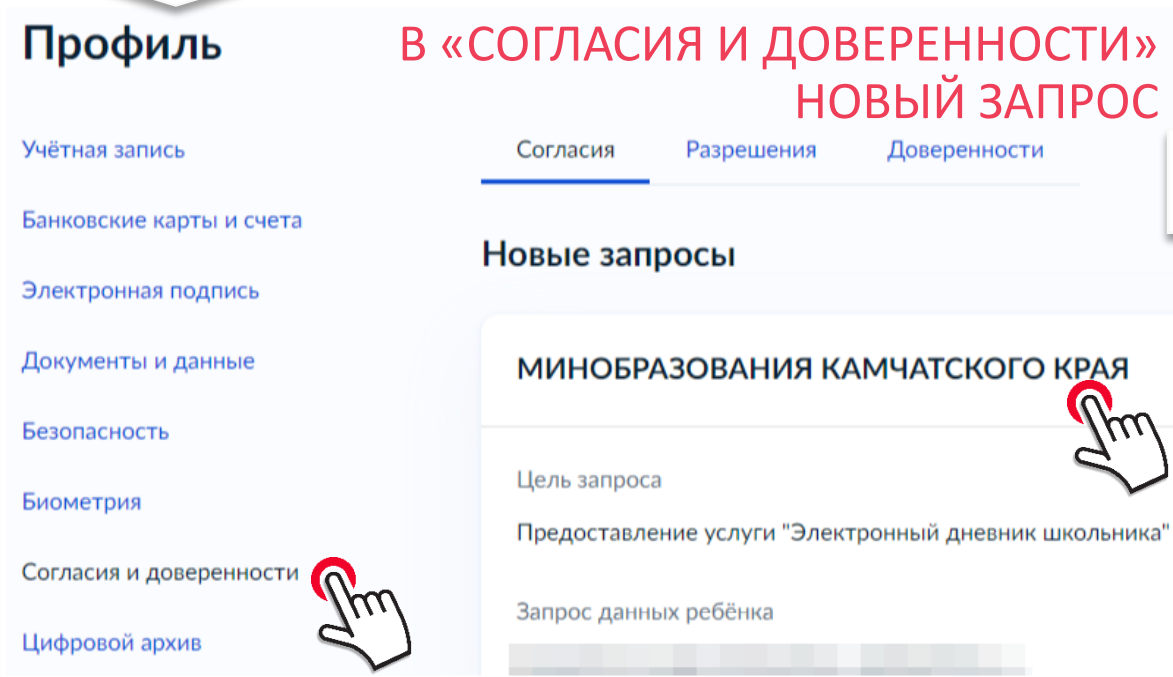 Профиль
В «СОГЛАСИЯ И ДОВЕРЕННОСТИ»
НОВЫЙ ЗАПРОС
Учётная запись
Банковские карты и счета
Электронная подпись
Документы и данные
Безопасность
Биометрия
Согласия и доверенности
Цифровой архив
Согласия
Разрешения
Доверенности
Новые запросы
МИНОБРАЗОВАНИЯ КАМЧАТСКОГО КРАЯ
Цель запроса
Предоставление услуги "Электронный дневник школьника"
Запрос данных ребёнка